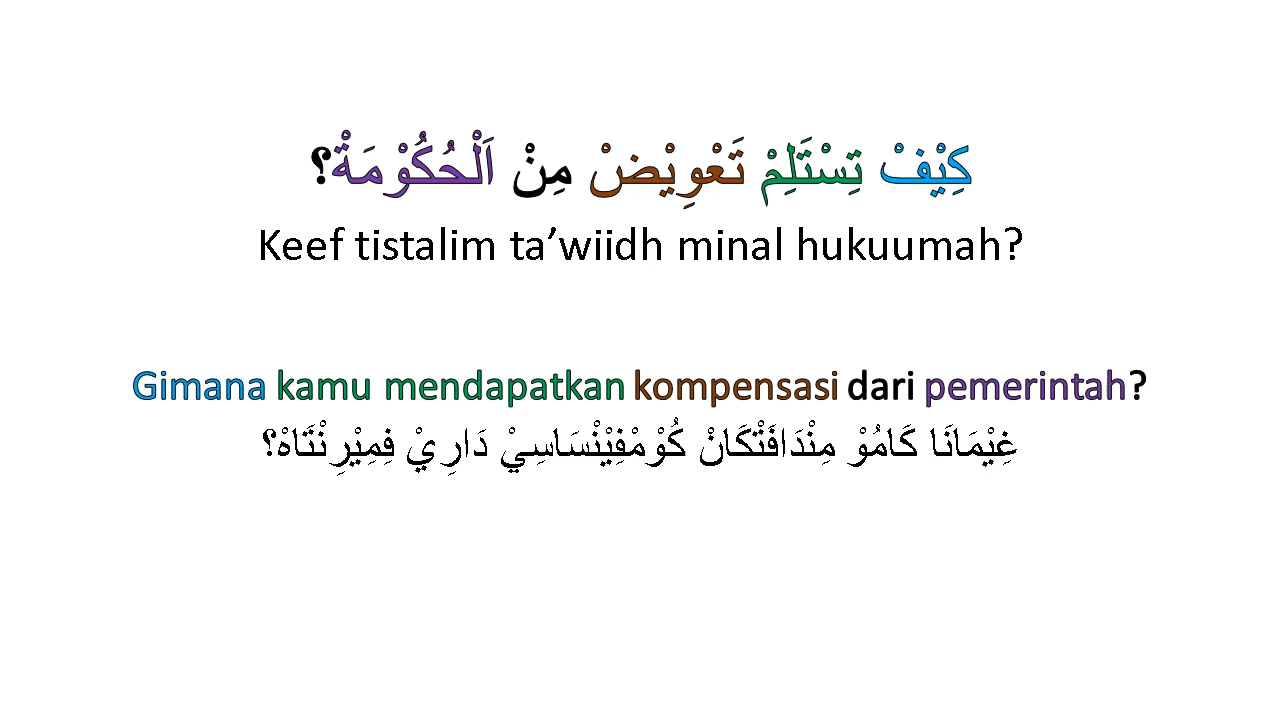 كِيْفْ تِسْتَلِمْ تَعْوِيْضْ مِنْ اَلْحُكُوْمَةْ؟
Keef tistalim ta’wiidh minal hukuumah?
Gimana kamu mendapatkan kompensasi dari pemerintah?
غِيْمَانَا كَامُوْ مِنْدَافَتْكَانْ كُوْمْفِيْنْسَاسِيْ دَارِيْ فِمِيْرِنْتَاهْ؟